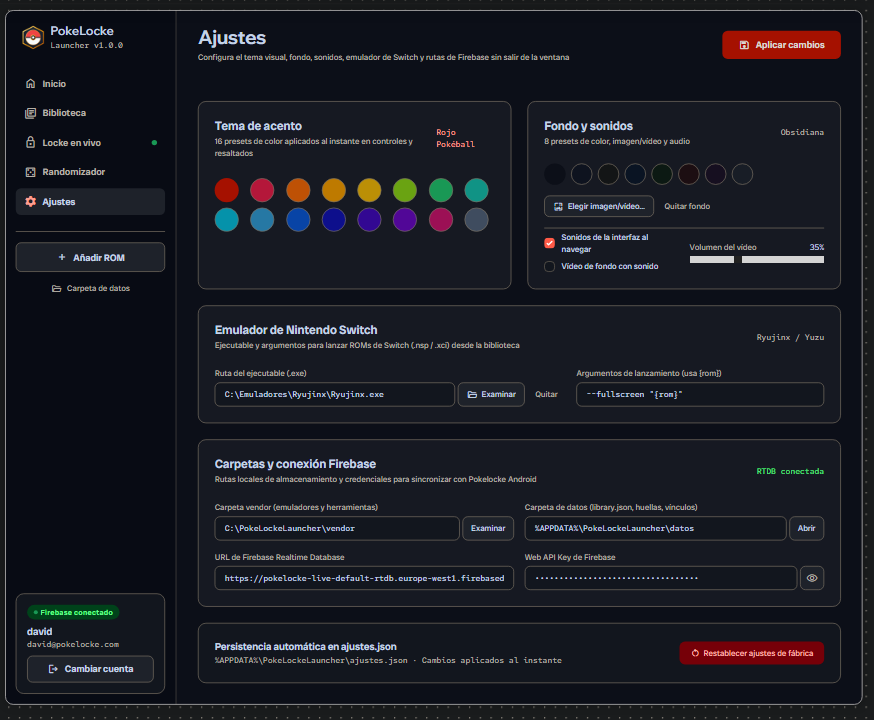 PokeLocke
Launcher v1.0.0
Inicio
Biblioteca
Locke en vivo
Randomizador
Ajustes
+ Añadir ROM
Carpeta de datos
Firebase conectado
david
david@pokelocke.com
Cambiar cuenta
Ajustes
Configura el tema visual, fondo, sonidos, emulador de Switch y rutas de Firebase sin salir de la ventana
Aplicar cambios
Tema de acento
16 presets de color aplicados al instante en controles y
resaltados
Rojo
Pokéball
Fondo y sonidos
8 presets de color, imagen/video y audio
Obsidiana
Elegir imagen/video...
Quitar fondo
Sonidos de la interfaz al
navegar
Vídeo de fondo con sonido
Volumen del vídeo
35%
Emulador de Nintendo Switch
Ejecutable y argumentos para lanzar ROMs de Switch (.nsp / .xci) desde la biblioteca
Ryujinx / Yuzu
Ruta del ejecutable (.exe)
C:\Emuladores\Ryujinx\Ryujinx.exe
Examinar
Quitar
Argumentos de lanzamiento (usa {rom})
--fullscreen "{rom}"
Carpetas y conexión Firebase
Rutas locales de almacenamiento y credenciales para sincronizar con Pokelocke Android
RTDB conectada
Carpeta vendor (emuladores y herramientas)
C:\PokeLockeLauncher\vendor
Examinar
Carpeta de datos (library.json, huellas, vínculos)
%APPDATA%\PokeLockeLauncher\datos
Abrir
URL de Firebase Realtime Database
https://pokelocke-live-default-rtdb.europe-west1.firebased
Web API Key de Firebase
Persistencia automática en ajustes.json
%APPDATA%\PokeLockeLauncher\ajustes.json · Cambios aplicados al instante
Restablecer ajustes de fábrica